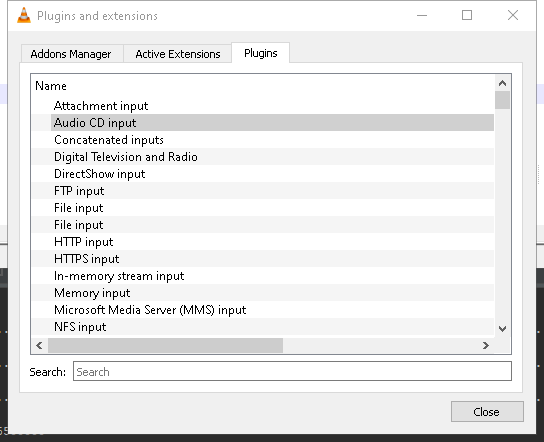 Plugins and extensions
Addons Manager
Active Extensions
Plugins
Name
Attachment input
Audio CD input
Concatenated inputs
Digital Television and Radio
DirectShow input
FTP input
File input
File input
HTTP input
HTTPS input
In-memory stream input
Memory input
Microsoft Media Server (MMS) input
NFS input
Search:
Search
Close